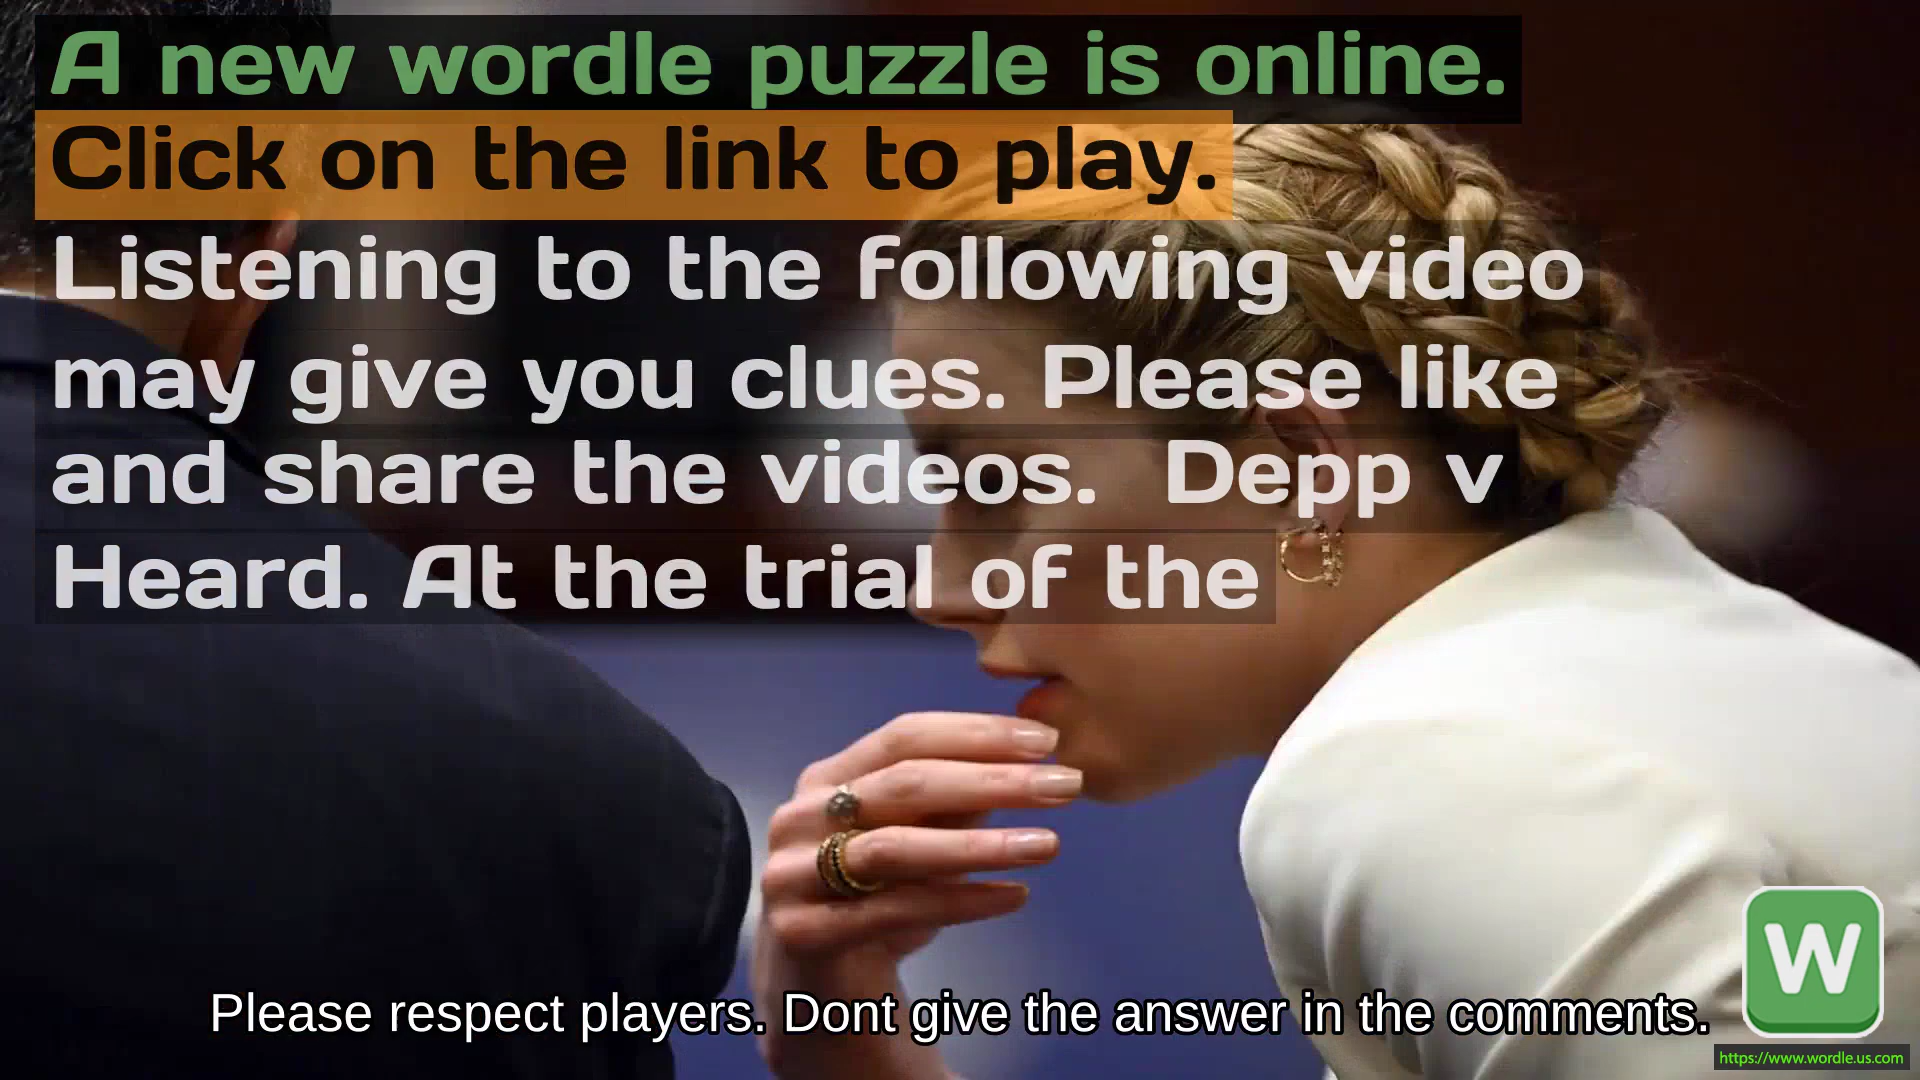 A new wordle puzzle is online.
Click on the link to play.
Listening to the following video
may give you clues. Please like
and share the videos. Depp v
Heard. At the trial of the
Please respect players. Dont give the answer in the comments.
W
https://www.wordle.us.com